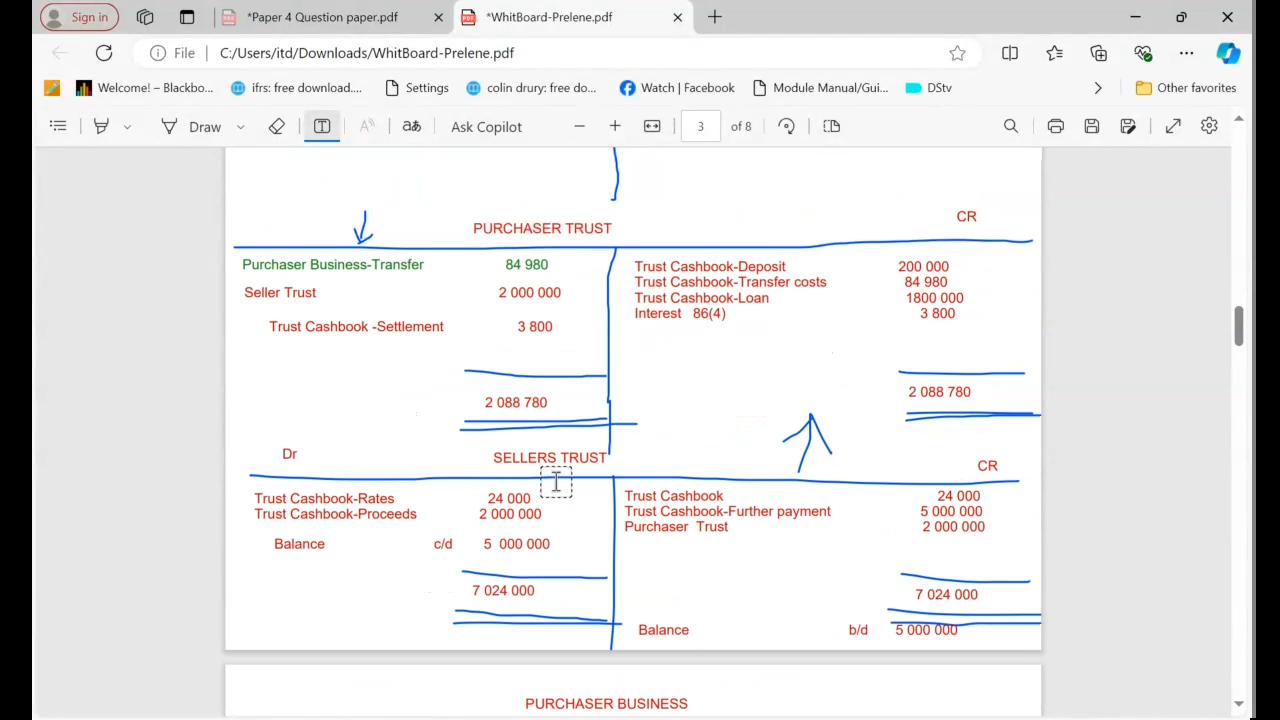 Sign in
*Paper 4 Question paper.pdf
*WhitBoard-Prelene.pdf
File
C:/Users/itd/Downloads/WhitBoard-Prelene.pdf
Welcome! – Blackbo...
ifrs: free download....
Settings
colin drury: free do...
Watch | Facebook
Module Manual/Gui...
DStv
Other favorites
Draw
Ask Copilot
3 of 8
PURCHASER TRUST CR
Purchaser Business-Transfer 84 980
Seller Trust 2 000 000
Trust Cashbook -Settlement 3 800
2 088 780
Trust Cashbook-Deposit 200 000
Trust Cashbook-Transfer costs 84 980
Trust Cashbook-Loan 1800 000
Interest 86(4) 3 800
2 088 780
Dr SELLERS TRUST CR
Trust Cashbook-Rates 24 000
Trust Cashbook-Proceeds 2 000 000
Balance c/d 5 000 000
7 024 000
Trust Cashbook 24 000
Trust Cashbook-Further payment 5 000 000
Purchaser Trust 2 000 000
7 024 000
Balance b/d 5 000 000
PURCHASER BUSINESS